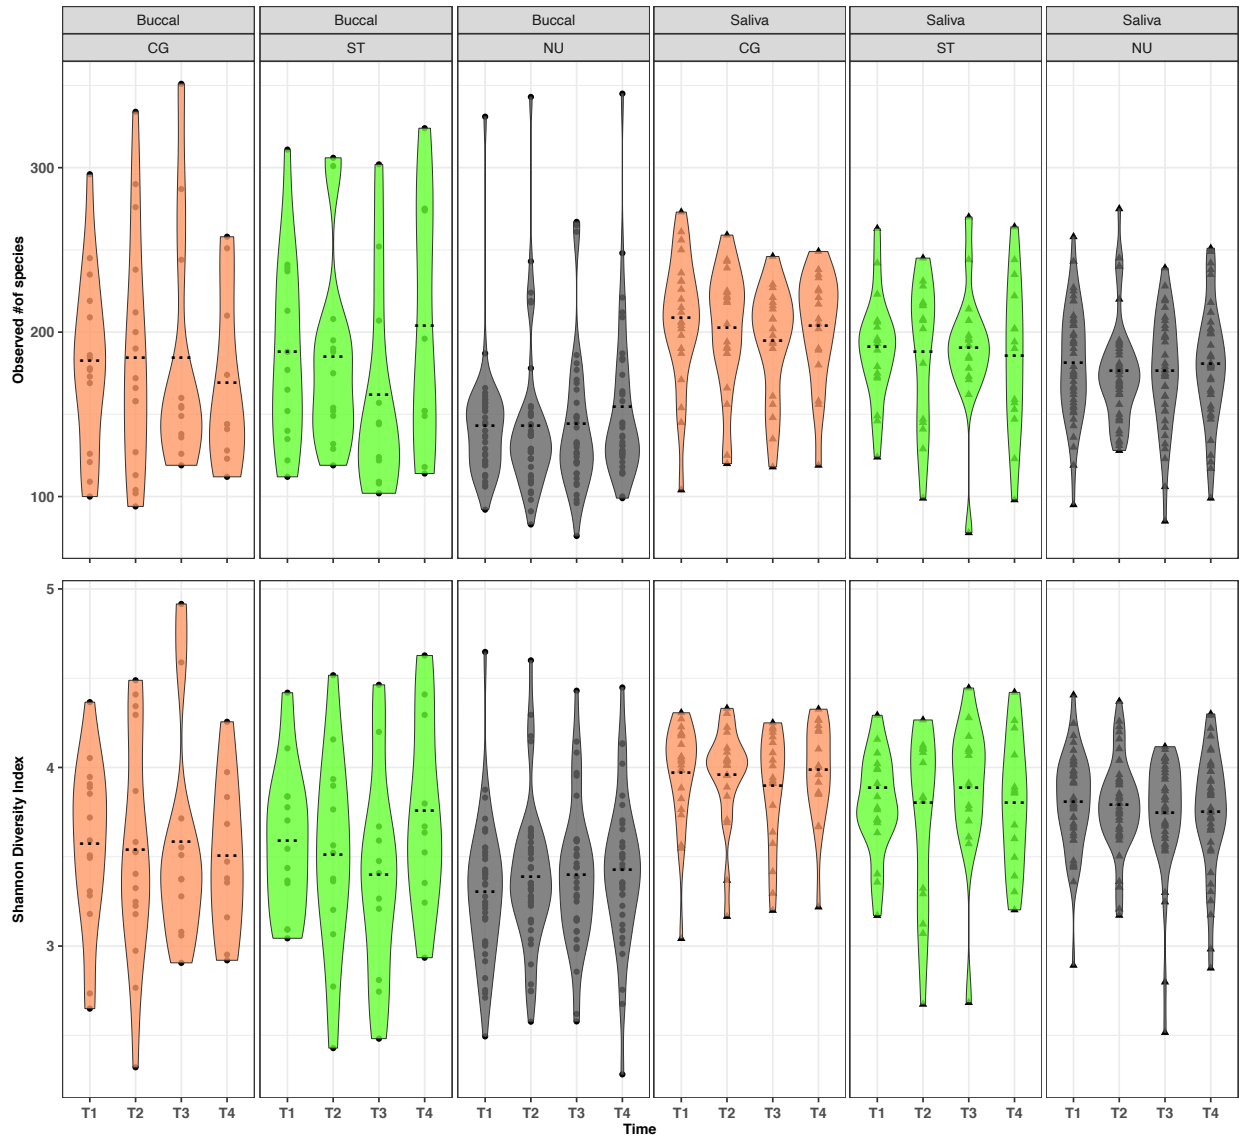 Buccal Buccal Buccal Saliva Saliva Saliva
CG ST NU CG ST NU
Observed #of species
300
200
100
Shannon Diversity Index
5
4
3
T1 T2 T3 T4 T1 T2 T3 T4 T1 T2 T3 T4 T1 T2 T3 T4 T1 T2 T3 T4 T1 T2 T3 T4
Time